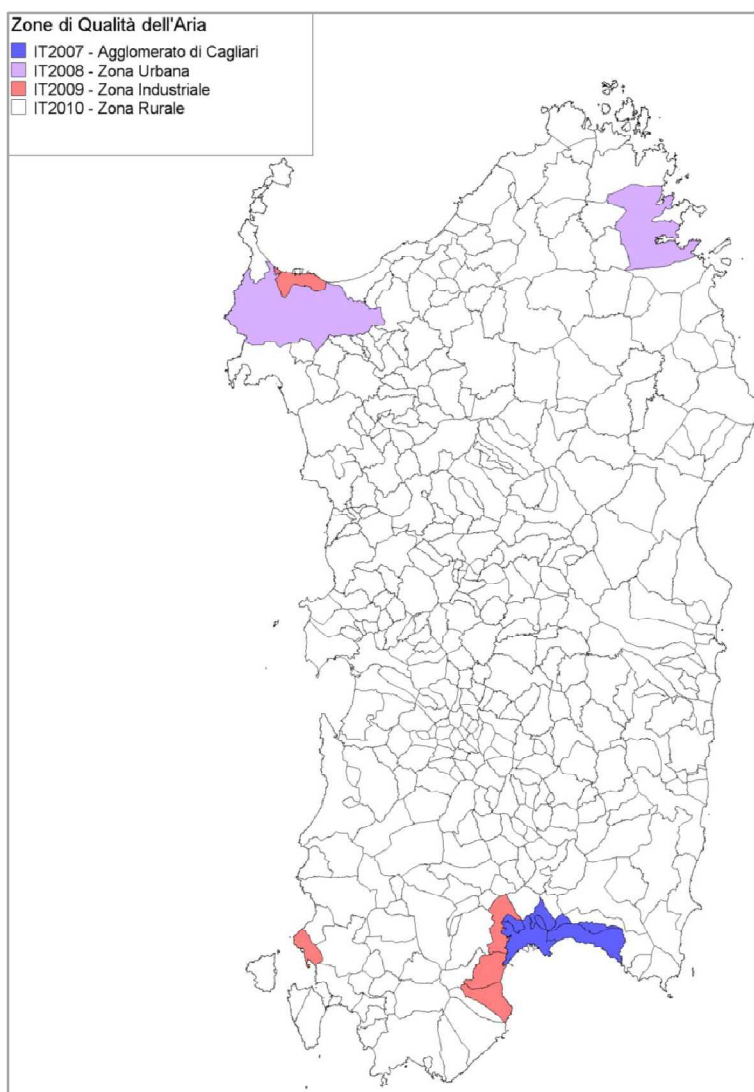 Zone di Qualità dell'Aria
IT2007 - Agglomerato di Cagliari
IT2008 - Zona Urbana
IT2009 - Zona Industriale
IT2010 - Zona Rurale